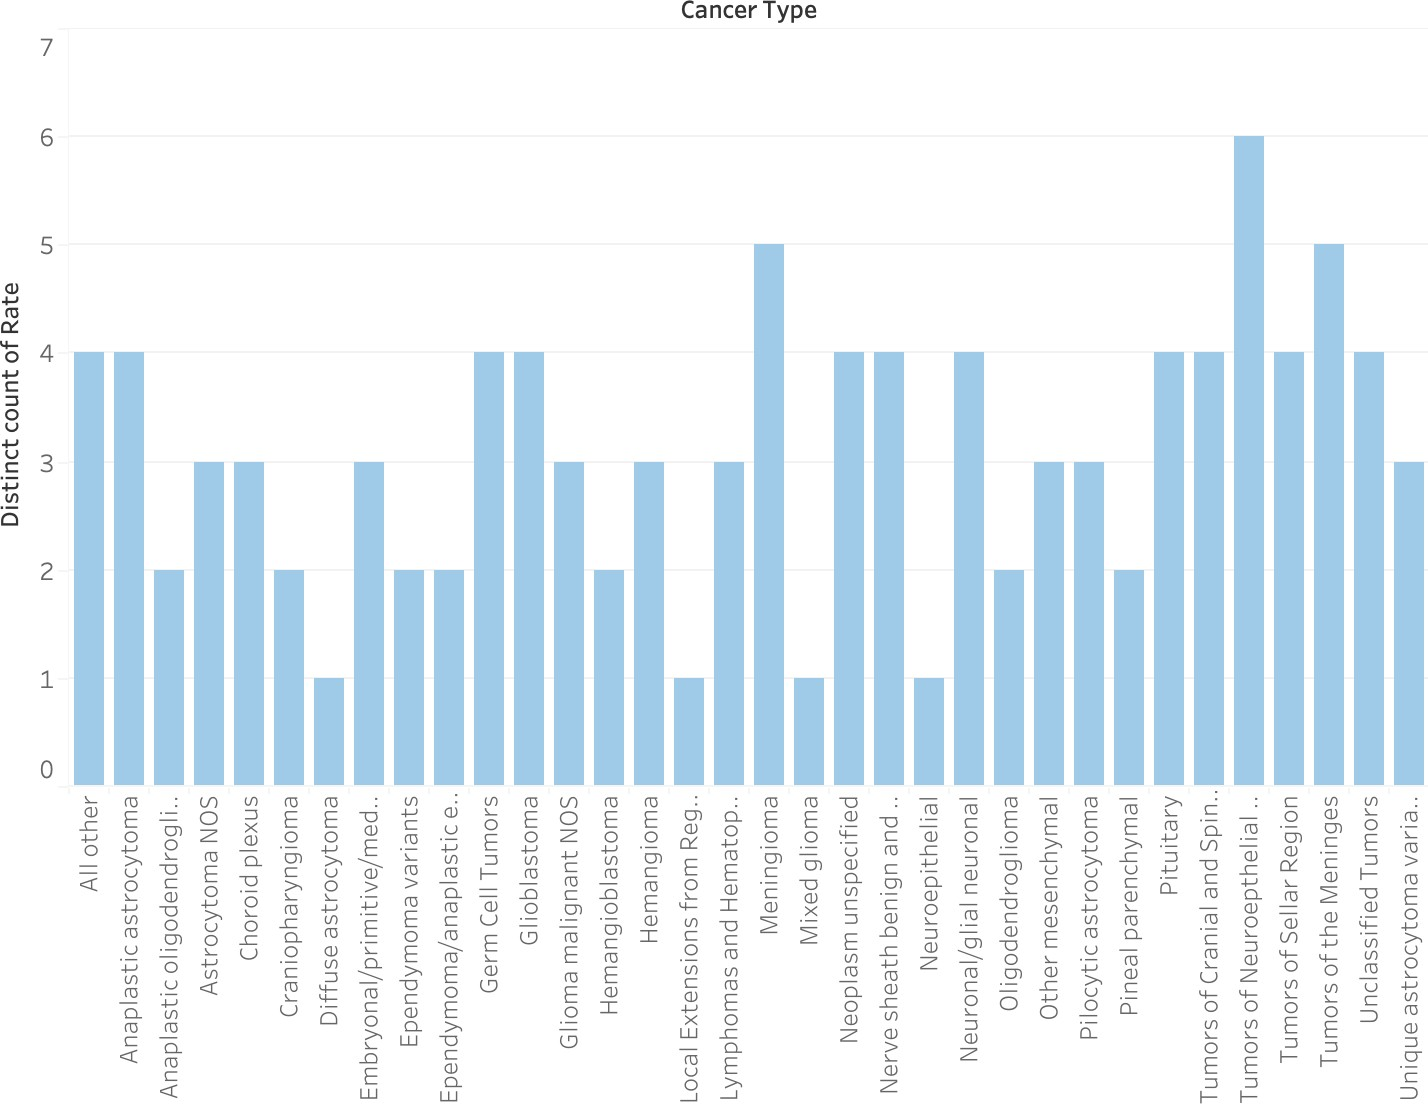 Cancer Type
7
6
5
4
3
2
1
0
Distinct count of Rate
All other
Anaplastic astrocytoma
Anaplastic oligodendrogli..
Astrocytoma NOS
Choroid plexus
Craniopharyngioma
Diffuse astrocytoma
Embryonal/primitive/med..
Ependymoma variants
Ependymoma/anaplastic e..
Germ Cell Tumors
Glioblastoma
Glioma malignant NOS
Hemangioblastoma
Hemangioma
Local Extensions from Reg..
Lymphomas and Hematop..
Meningioma
Mixed glioma
Neoplasm unspecified
Nerve sheath benign and ..
Neuroepithelial
Neuronal/glial neuronal
Oligodendroglioma
Other mesenchymal
Pilocytic astrocytoma
Pineal parenchymal
Pituitary
Tumors of Cranial and Spin..
Tumors of Neuroepthelial ..
Tumors of Sellar Region
Tumors of the Meninges
Unclassified Tumors
Unique astrocytoma varia..